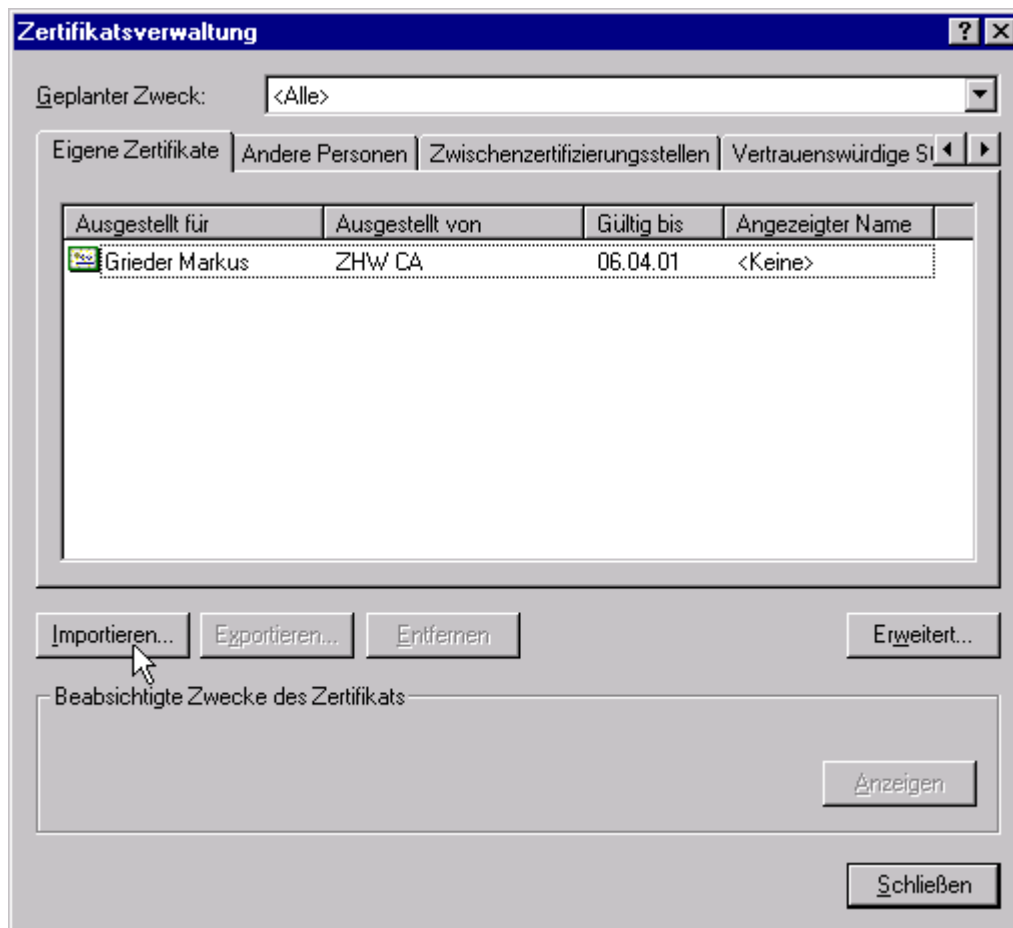 Zertifikatsverwaltung
Geplanter Zweck: <Alle>
Eigene Zertifikate Andere Personen Zwischenzertifizierungsstellen Vertrauenswürdige
Ausgestellt für Ausgestellt von Gültig bis Angezeigter Name
Grieder Markus ZHW CA 06.04.01 <Keine>
Importieren... Exportieren... Entfernen Erweitert...
Beabsichtigte Zwecke des Zertifikats
Anzeigen
Schließen